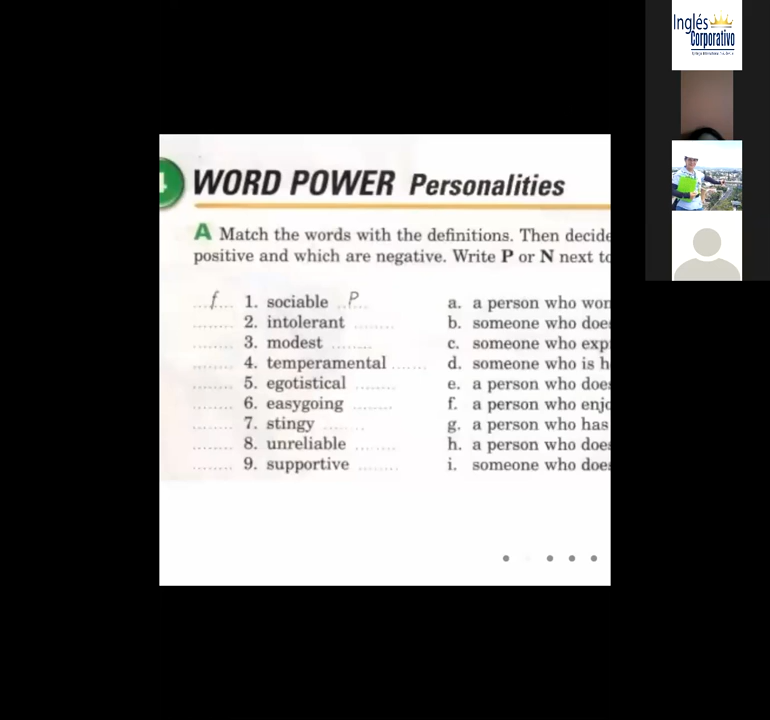 Inglés
Corporativo
4 WORD POWER Personalities
A Match the words with the definitions. Then decide
positive and which are negative. Write P or N next to
f 1. sociable P
2. intolerant
3. modest
4. temperamental
5. egotistical
6. easygoing
7. stingy
8. unreliable
9. supportive
a. a person who
b. someone who
c. someone who
d. someone who is
e. a person who
f. a person who
g. a person who has
h. a person who
i. someone who